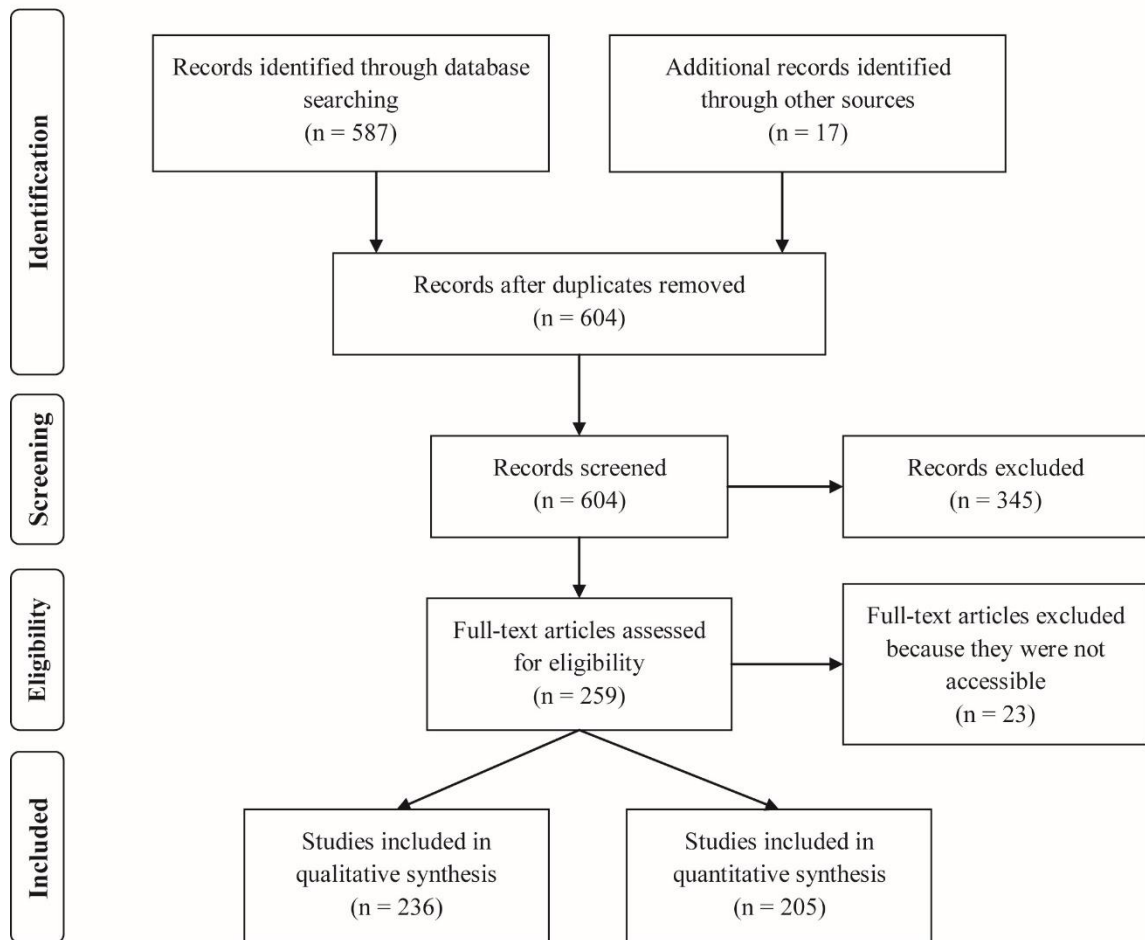 Identification
Records identified through database
searching
(n = 587)
Additional records identified
through other sources
(n = 17)
Records after duplicates removed
(n = 604)
Screening
Records screened
(n = 604)
Records excluded
(n = 345)
Eligibility
Full-text articles assessed
for eligibility
(n = 259)
Full-text articles excluded
because they were not
accessible
(n = 23)
Included
Studies included in
qualitative synthesis
(n = 236)
Studies included in
quantitative synthesis
(n = 205)